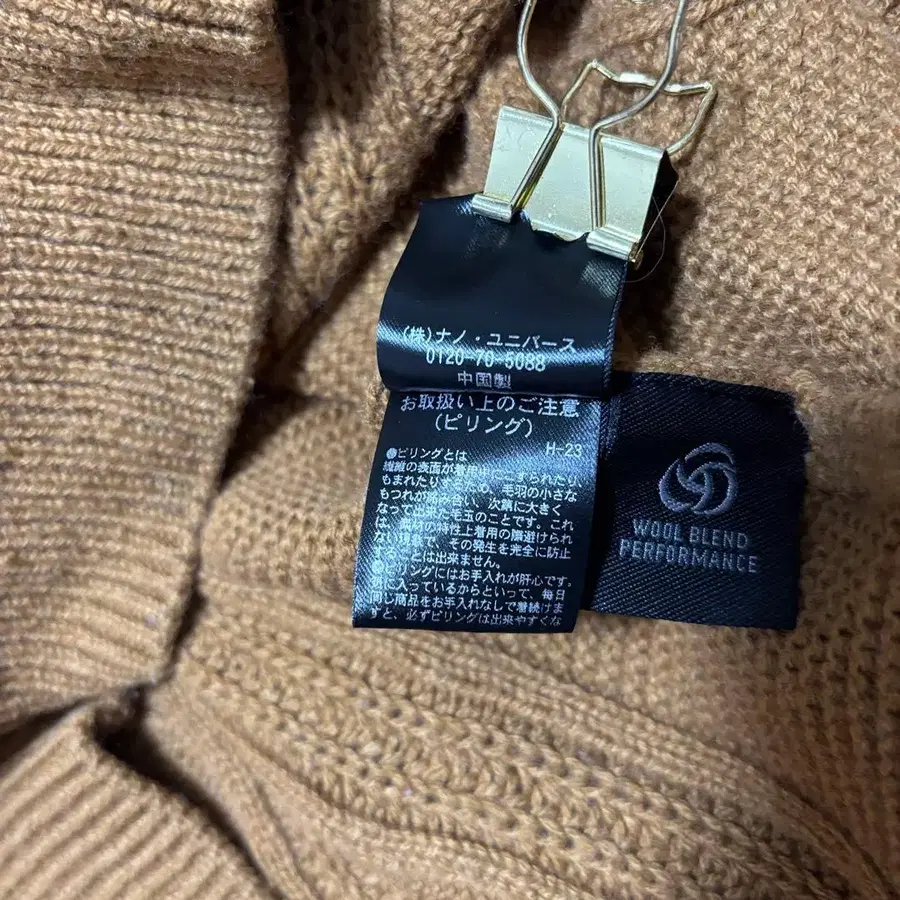 (株)ナノ・ユニバース
0120-70-5088
中国製
お取扱い上のご注意
(ピリング)
H-23
●ピリングとは
繊維の表面が着用中にすられたり
もまれたりするため、毛羽の小さな
もつれが絡み合い、次第に大きく
なって出来た毛玉のことです。これ
は、素材の特性上着用の際避けられ
ない現象で、その発生を完全に防止
することは出来ません。
●ピリングにはお手入れが肝心です。
気に入っているからといって、毎日
同じ商品をお手入れなしで着続けま
すと、必ずピリングは出来やすくな
WOOL BLEND
PERFORMANCE